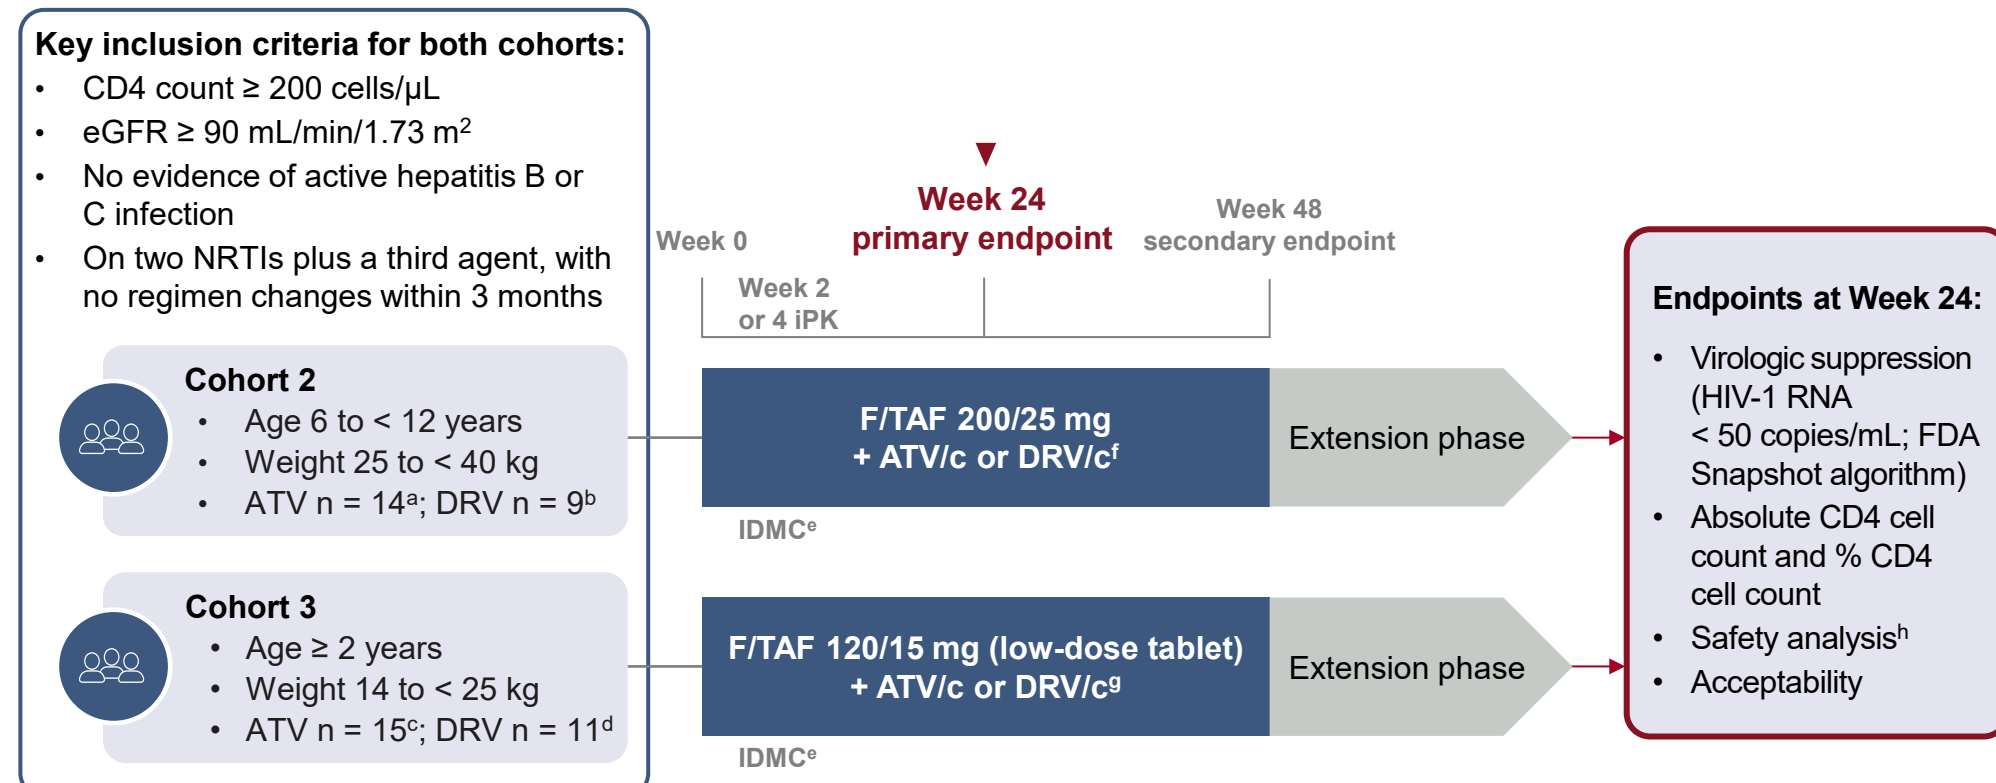 Key inclusion criteria for both cohorts:
• CD4 count ≥ 200 cells/μL
• eGFR ≥ 90 mL/min/1.73 m²
• No evidence of active hepatitis B or
C infection
• On two NRTIs plus a third agent, with
no regimen changes within 3 months
Cohort 2
• Age 6 to < 12 years
• Weight 25 to < 40 kg
• ATV n = 14ᵃ; DRV n = 9ᵇ
Cohort 3
• Age ≥ 2 years
• Weight 14 to < 25 kg
• ATV n = 15ᶜ; DRV n = 11ᵈ
Week 0
Week 2
or 4 iPK
Week 24
primary endpoint
Week 48
secondary endpoint
F/TAF 200/25 mg
+ ATV/c or DRV/cᶠ
Extension phase
IDMCᵉ
F/TAF 120/15 mg (low-dose tablet)
+ ATV/c or DRV/cᵍ
Extension phase
IDMCᵉ
Endpoints at Week 24:
• Virologic suppression
(HIV-1 RNA
< 50 copies/mL; FDA
Snapshot algorithm)
• Absolute CD4 cell
count and % CD4
cell count
• Safety analysisʰ
• Acceptability